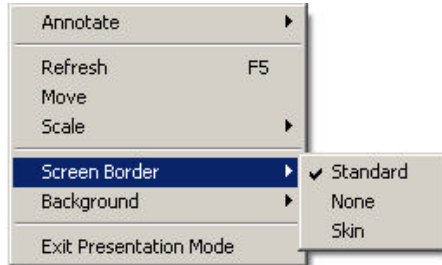 Annotate
Refresh F5
Move
Scale
Screen Border
Background
Exit Presentation Mode
Standard
None
Skin